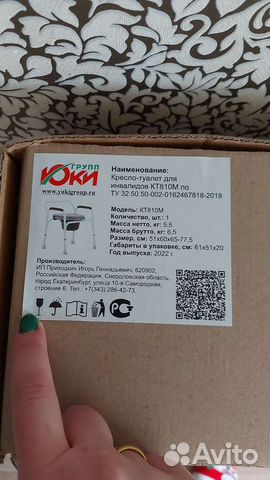 ГРУПП
ЮКИ
www.yukigroup.ru
Наименование:
Кресло-туалет для
инвалидов КТ810М по
ТУ 32.50.50-002-0162467818-2018
Модель: КТ810М
Количество, шт.: 1
Масса нетто, кг.: 5,5
Масса брутто, кг.: 6,5
Размер, см: 51х60х65-77,5
Габариты в упаковке, см: 61х51х20
Год выпуска: 2022 г.
Производитель:
ИП Приходкин Игорь Геннадьевич, 620902,
Российская Федерация, Свердловская область,
город Екатеринбург, улица 10-я Самородная,
строение 6. Тел.: +7(343) 286-42-73.
Avito